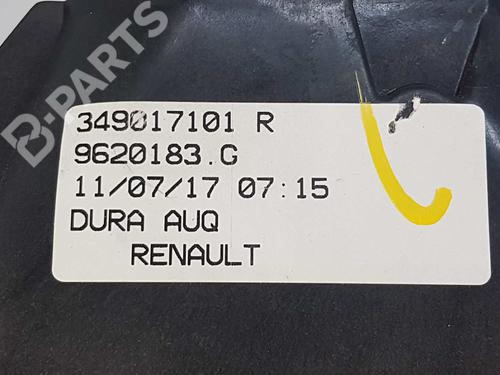 B-PARTS
349017101 R
9620183.G
11/07/17 07:15
DURA AUQ
RENAULT